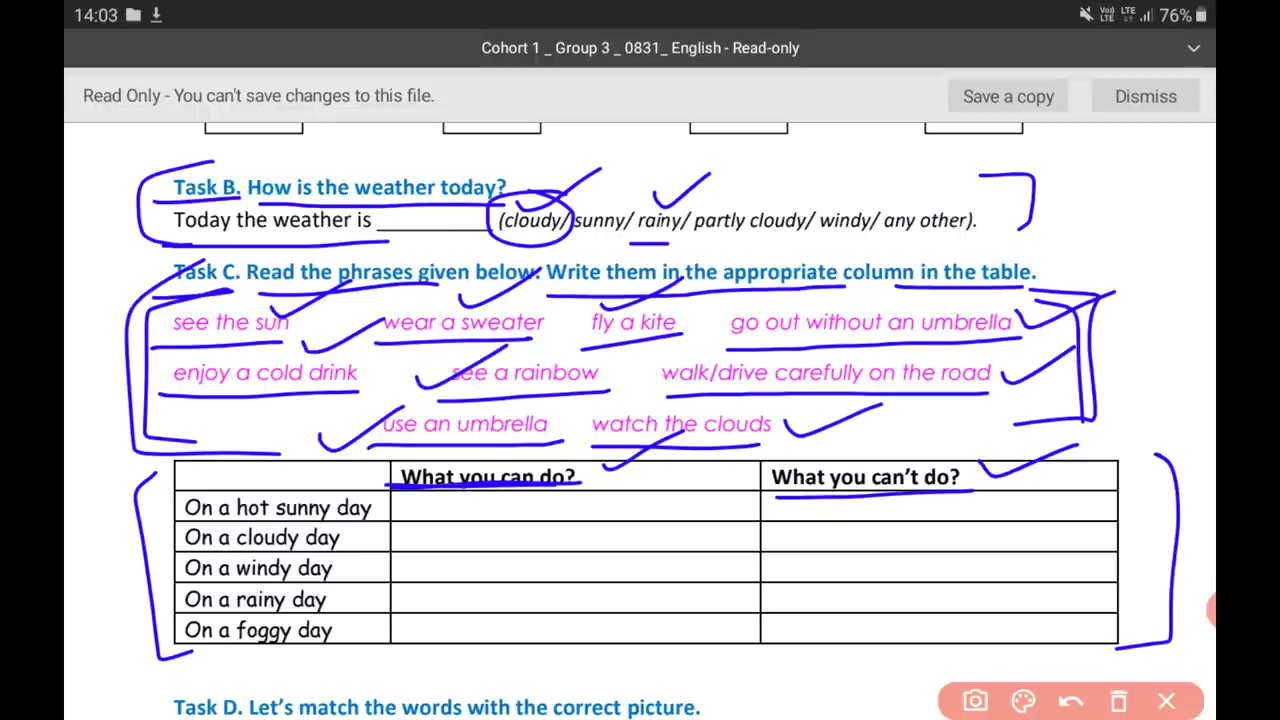 14:03 Vo) LTE LTE 76%
Cohort 1 _ Group 3 _ 0831_ English - Read-only
Read Only - You can't save changes to this file. Save a copy Dismiss
Task B. How is the weather today?
Today the weather is __________ (cloudy/ sunny/ rainy/ partly cloudy/ windy/ any other).
Task C. Read the phrases given below. Write them in the appropriate column in the table.
see the sun wear a sweater fly a kite go out without an umbrella
enjoy a cold drink see a rainbow walk/drive carefully on the road
use an umbrella watch the clouds
What you can do? What you can't do?
On a hot sunny day
On a cloudy day
On a windy day
On a rainy day
On a foggy day
Task D. Let's match the words with the correct picture.